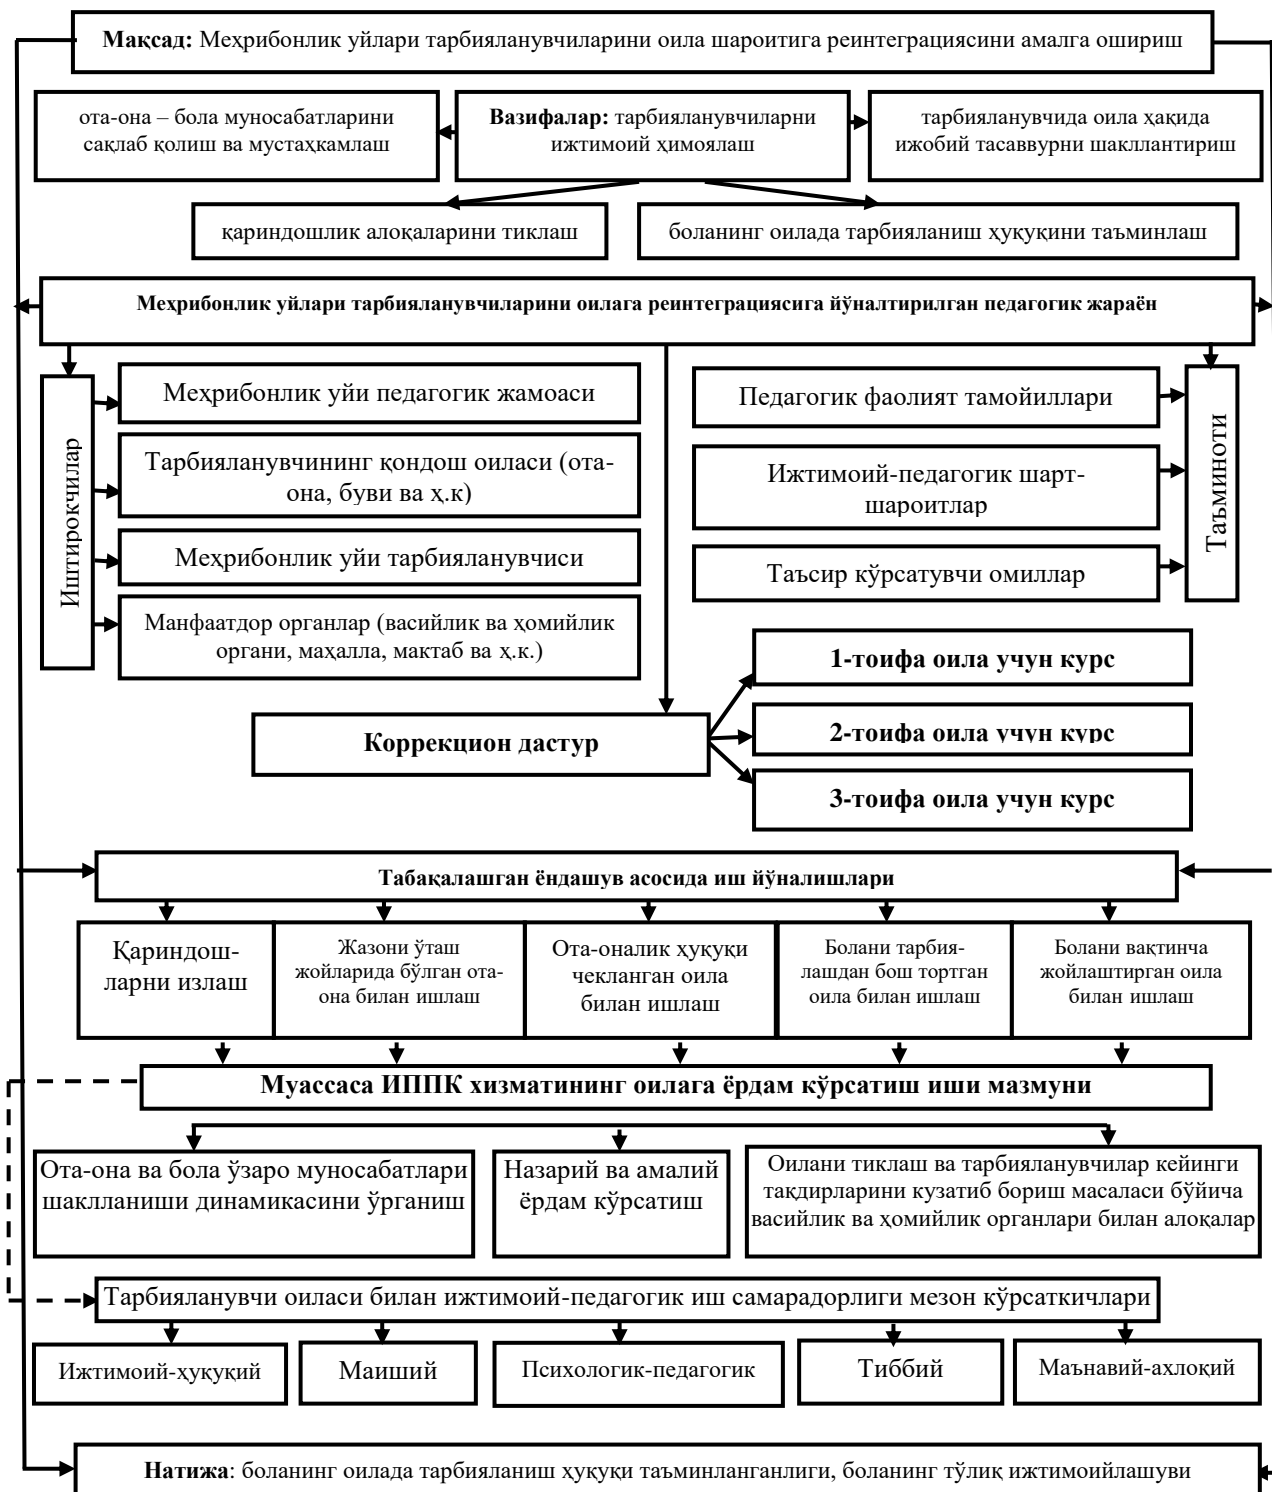 Мақсад: Меҳрибонлик уйлари тарбияланувчиларини оила шароитига реинтеграциясини амалга ошириш
ота-она – бола муносабатларини
сақлаб қолиш ва мустаҳкамлаш
Вазифалар: тарбияланувчиларни
ижтимоий ҳимоялаш
тарбияланувчида оила ҳақида
ижобий тасаввурни шакллантириш
қариндошлик алоқаларини тиклаш
боланинг оилада тарбияланиш ҳуқуқини таъминлаш
Меҳрибонлик уйлари тарбияланувчиларини оилага реинтеграциясига йўналтирилган педагогик жараён
Иштирокчилар
Меҳрибонлик уйи педагогик жамоаси
Тарбияланувчининг қондош оиласи (ота-
она, буви ва ҳ.к)
Меҳрибонлик уйи тарбияланувчиси
Манфаатдор органлар (васийлик ва ҳомийлик
органи, маҳалла, мактаб ва ҳ.к.)
Педагогик фаолият тамойиллари
Ижтимоий-педагогик шарт-
шароитлар
Таъсир кўрсатувчи омиллар
Таъминоти
Коррекцион дастур
1-тоифа оила учун курс
2-тоифа оила учун курс
3-тоифа оила учун курс
Табақалашган ёндашув асосида иш йўналишлари
Қариндош-
ларни излаш
Жазони ўташ
жойларида бўлган ота-
она билан ишлаш
Ота-оналик ҳуқуқи
чекланган оила
билан ишлаш
Болани тарбия-
лашдан бош тортган
оила билан ишлаш
Болани вақтинча
жойлаштирган оила
билан ишлаш
Муассаса ИППК хизматининг оилага ёрдам кўрсатиш иши мазмуни
Ота-она ва бола ўзаро муносабатлари
шаклланиши динамикасини ўрганиш
Назарий ва амалий
ёрдам кўрсатиш
Оилани тиклаш ва тарбияланувчилар кейинги
тақдирларини кузатиб бориш масаласи бўйича
васийлик ва ҳомийлик органлари билан алоқалар
Тарбияланувчи оиласи билан ижтимоий-педагогик иш самарадорлиги мезон кўрсаткичлари
Ижтимоий-ҳуқуқий
Маиший
Психологик-педагогик
Тиббий
Маънавий-ахлоқий
Натижа: боланинг оилада тарбияланиш ҳуқуқи таъминланганлиги, боланинг тўлиқ ижтимоийлашуви